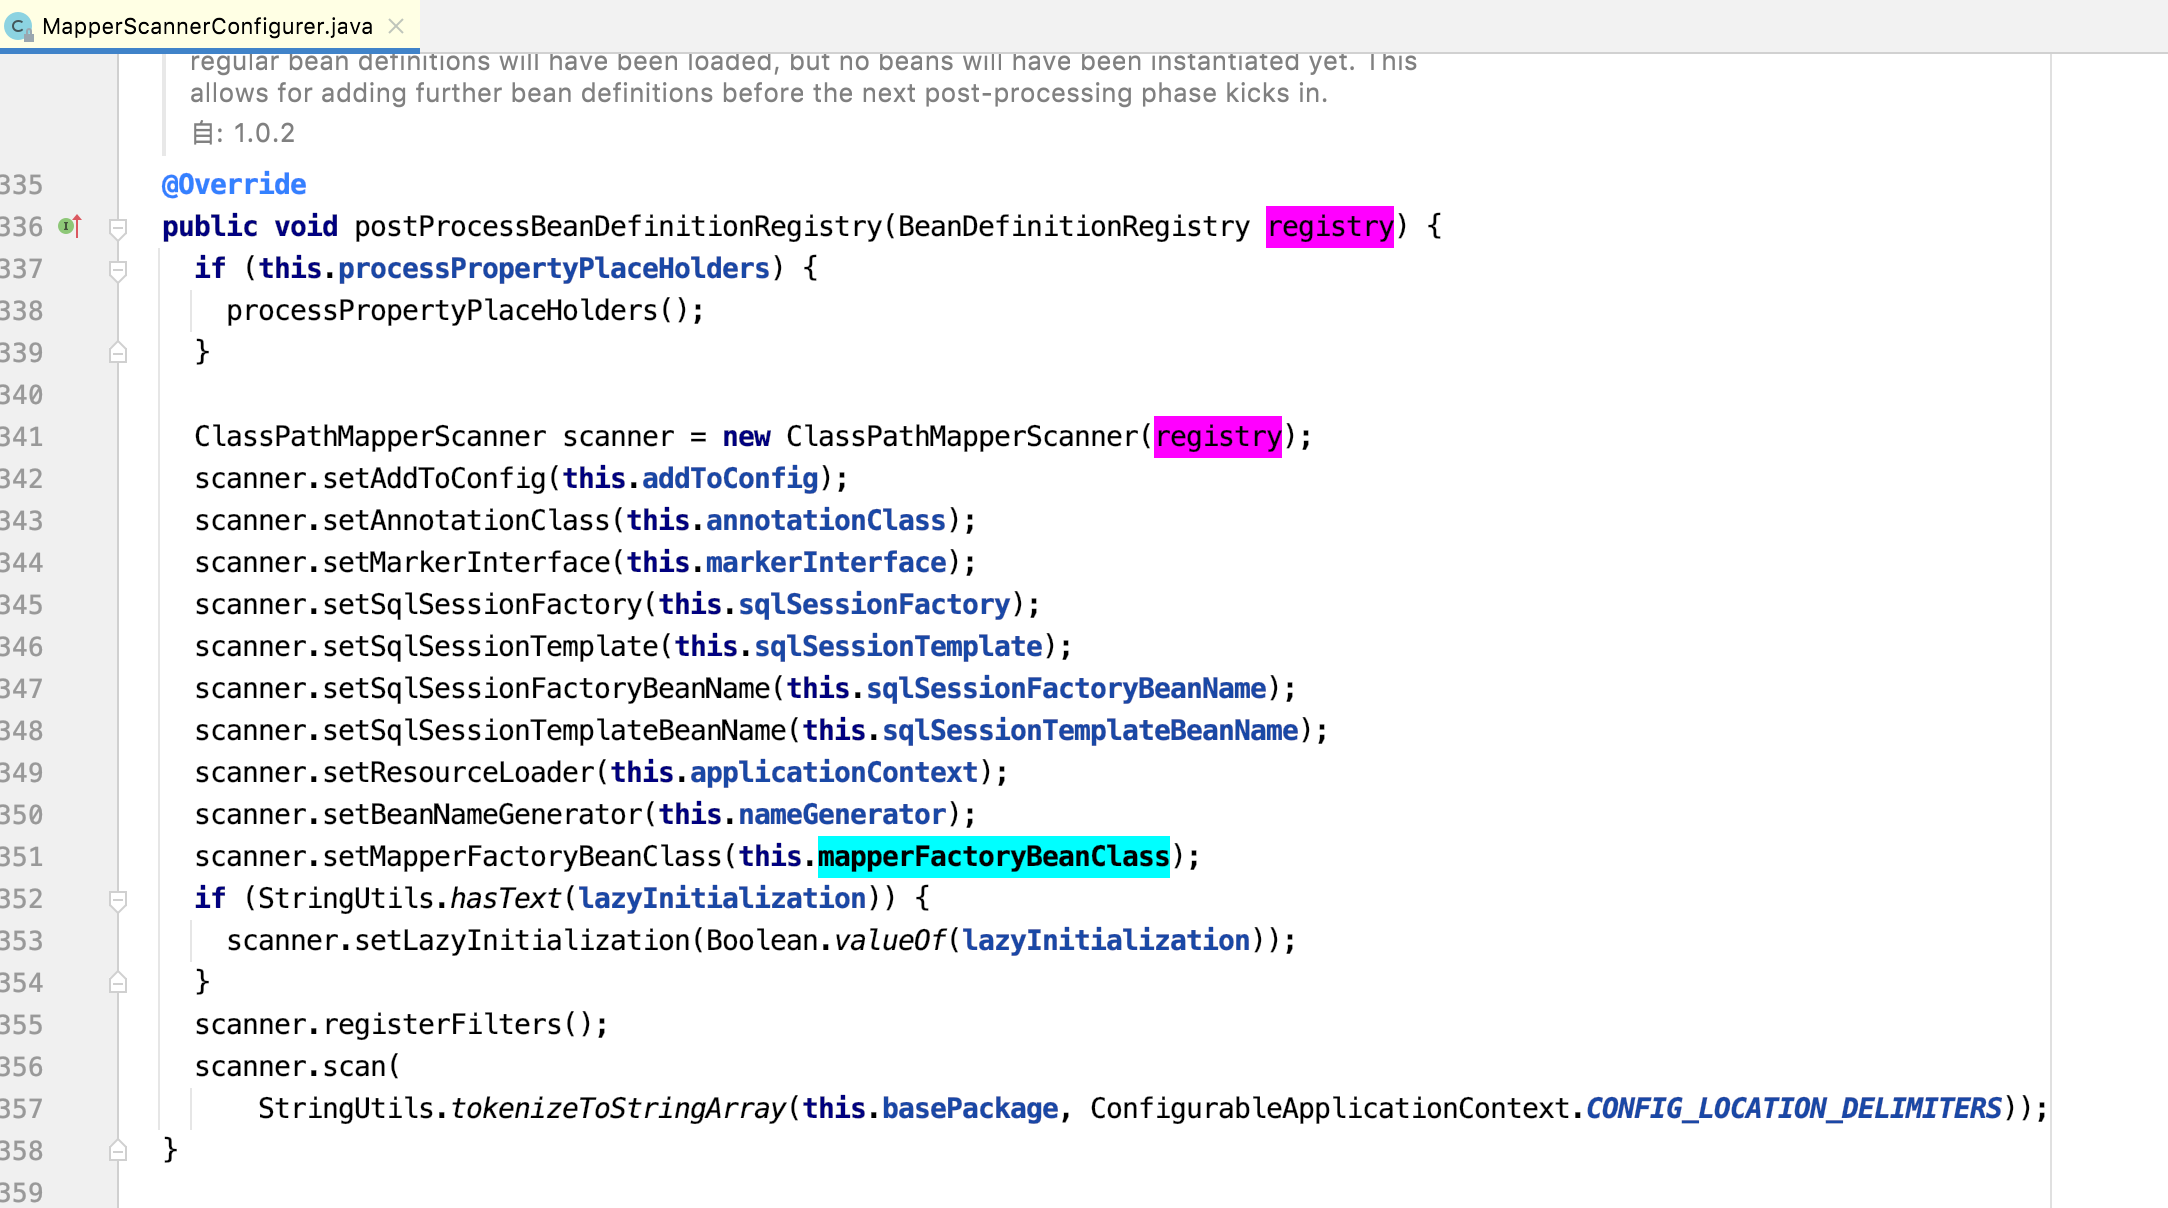 MapperScannerConfigurer.java
regular bean definitions will have been loaded, but no beans will have been instantiated yet. This
allows for adding further bean definitions before the next post-processing phase kicks in.
自: 1.0.2
335 @Override
336 public void postProcessBeanDefinitionRegistry(BeanDefinitionRegistry registry) {
337 if (this.processPropertyPlaceHolders) {
338 processPropertyPlaceHolders();
339 }
340
341 ClassPathMapperScanner scanner = new ClassPathMapperScanner(registry);
342 scanner.setAddToConfig(this.addToConfig);
343 scanner.setAnnotationClass(this.annotationClass);
344 scanner.setMarkerInterface(this.markerInterface);
345 scanner.setSqlSessionFactory(this.sqlSessionFactory);
346 scanner.setSqlSessionTemplate(this.sqlSessionTemplate);
347 scanner.setSqlSessionFactoryBeanName(this.sqlSessionFactoryBeanName);
348 scanner.setSqlSessionTemplateBeanName(this.sqlSessionTemplateBeanName);
349 scanner.setResourceLoader(this.applicationContext);
350 scanner.setBeanNameGenerator(this.nameGenerator);
351 scanner.setMapperFactoryBeanClass(this.mapperFactoryBeanClass);
352 if (StringUtils.hasText(lazyInitialization)) {
353 scanner.setLazyInitialization(Boolean.valueOf(lazyInitialization));
354 }
355 scanner.registerFilters();
356 scanner.scan(
357 StringUtils.tokenizeToStringArray(this.basePackage, ConfigurableApplicationContext.CONFIG_LOCATION_DELIMITERS));
358 }
359